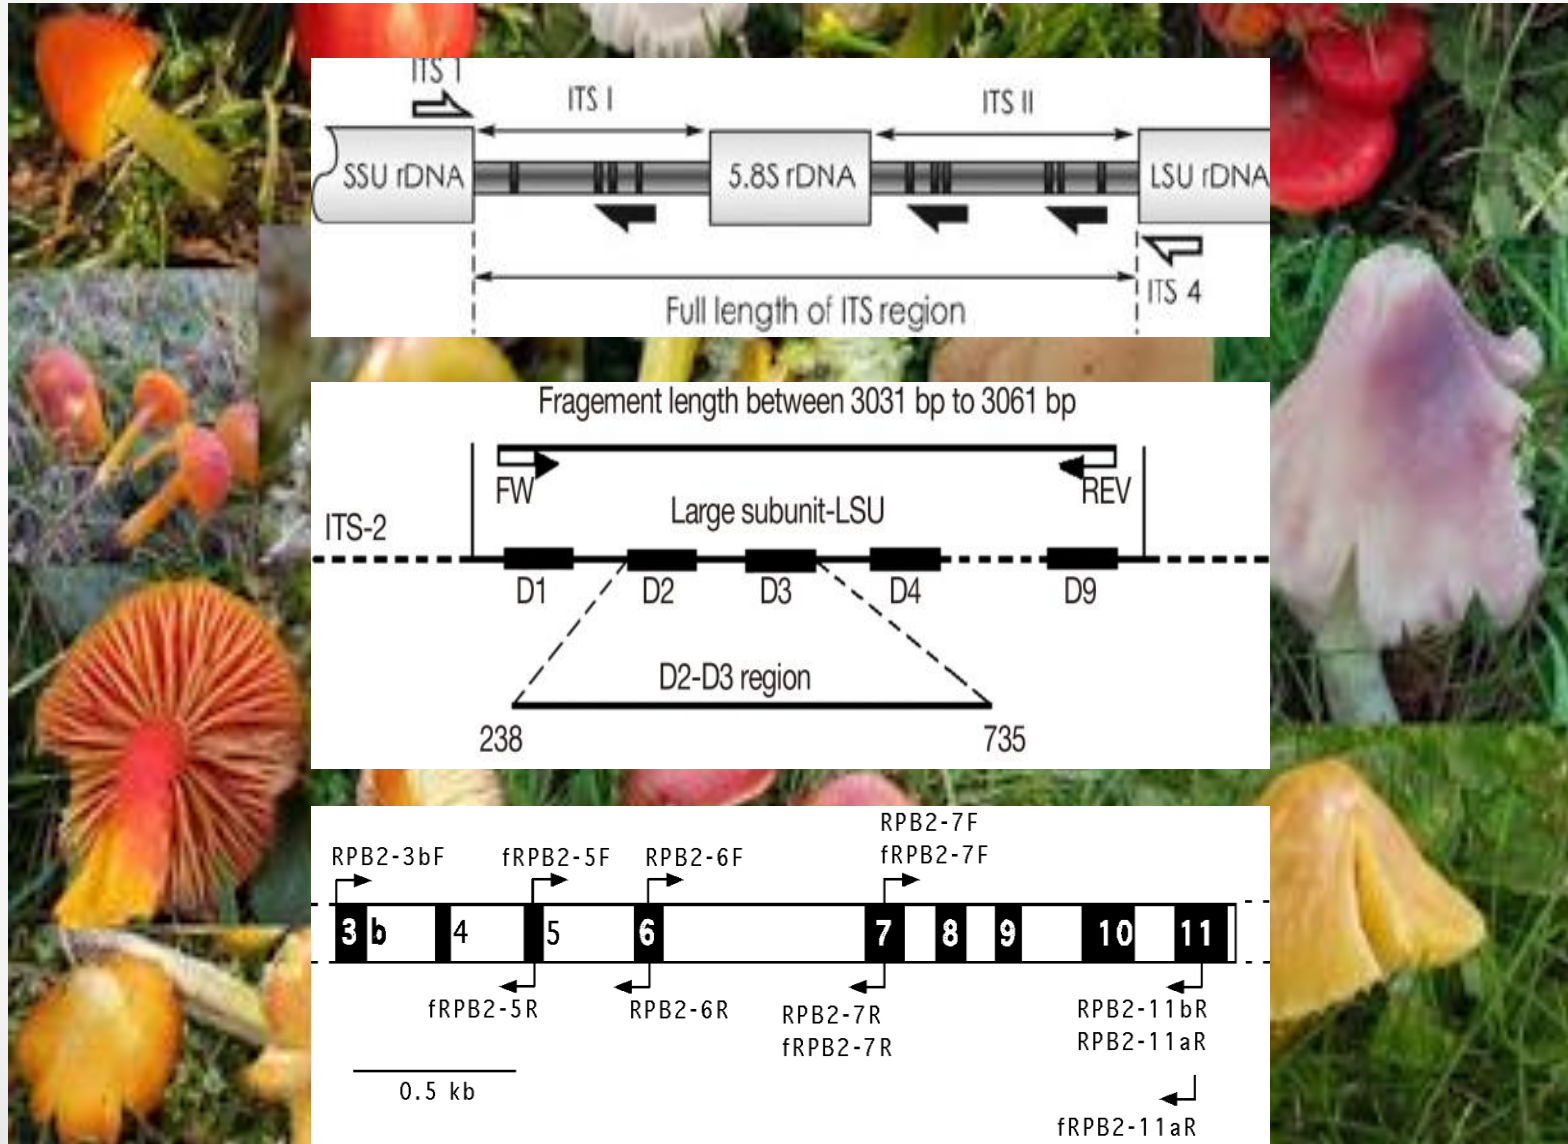 ITS 1
ITS I
ITS II
SSU rDNA
5.8S rDNA
LSU rDNA
ITS 4
Full length of ITS region
Fragement length between 3031 bp to 3061 bp
FW
REV
Large subunit-LSU
ITS-2
D1
D2
D3
D4
D9
D2-D3 region
238
735
RPB2-7F
RPB2-3bF
fRPB2-5F
RPB2-6F
fRPB2-7F
3 b
4
5
6
7
8
9
10
11
fRPB2-5R
RPB2-6R
RPB2-7R
fRPB2-7R
RPB2-11bR
RPB2-11aR
0.5 kb
fRPB2-11aR